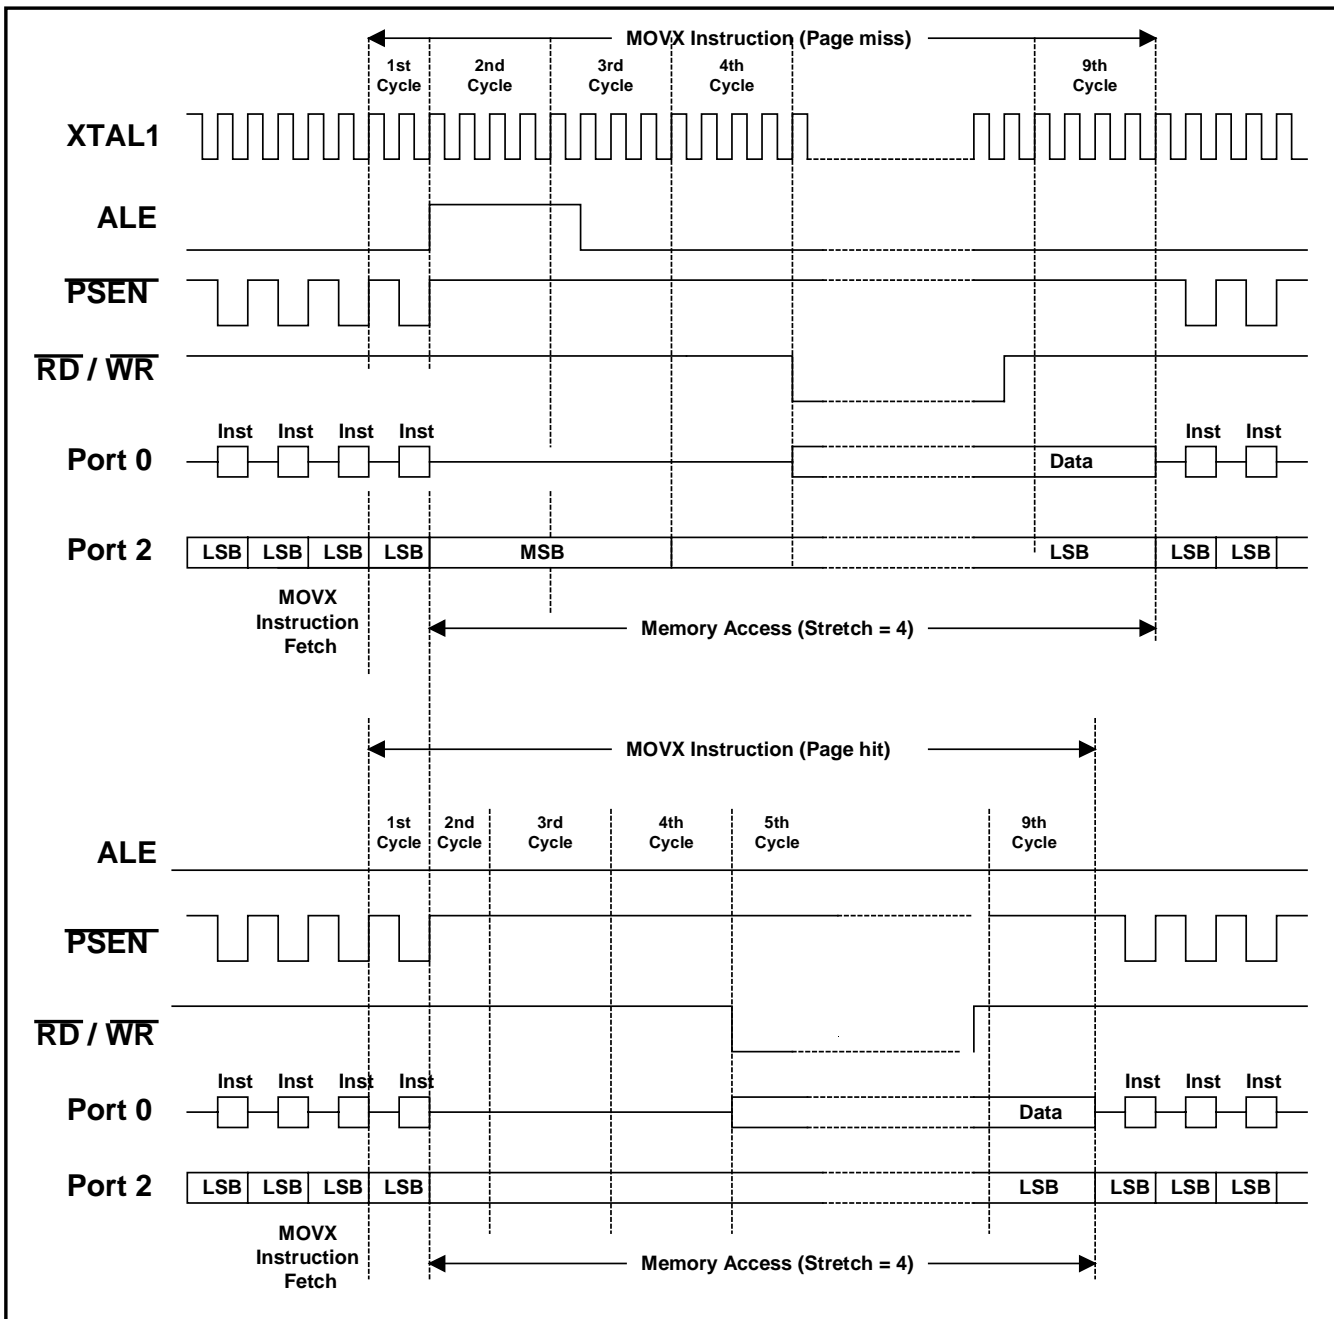 MOVX Instruction (Page miss)
1st Cycle
2nd Cycle
3rd Cycle
4th Cycle
9th Cycle
XTAL1
ALE
PSEN
RD / WR
Inst Inst Inst Inst Inst Inst
Port 0
Data
Port 2
LSB LSB LSB LSB MSB LSB LSB LSB
MOVX
Instruction
Fetch
Memory Access (Stretch = 4)
MOVX Instruction (Page hit)
1st Cycle
2nd Cycle
3rd Cycle
4th Cycle
5th Cycle
9th Cycle
ALE
PSEN
RD / WR
Inst Inst Inst Inst Inst Inst Inst
Port 0
Data
Port 2
LSB LSB LSB LSB LSB LSB LSB LSB
MOVX
Instruction
Fetch
Memory Access (Stretch = 4)